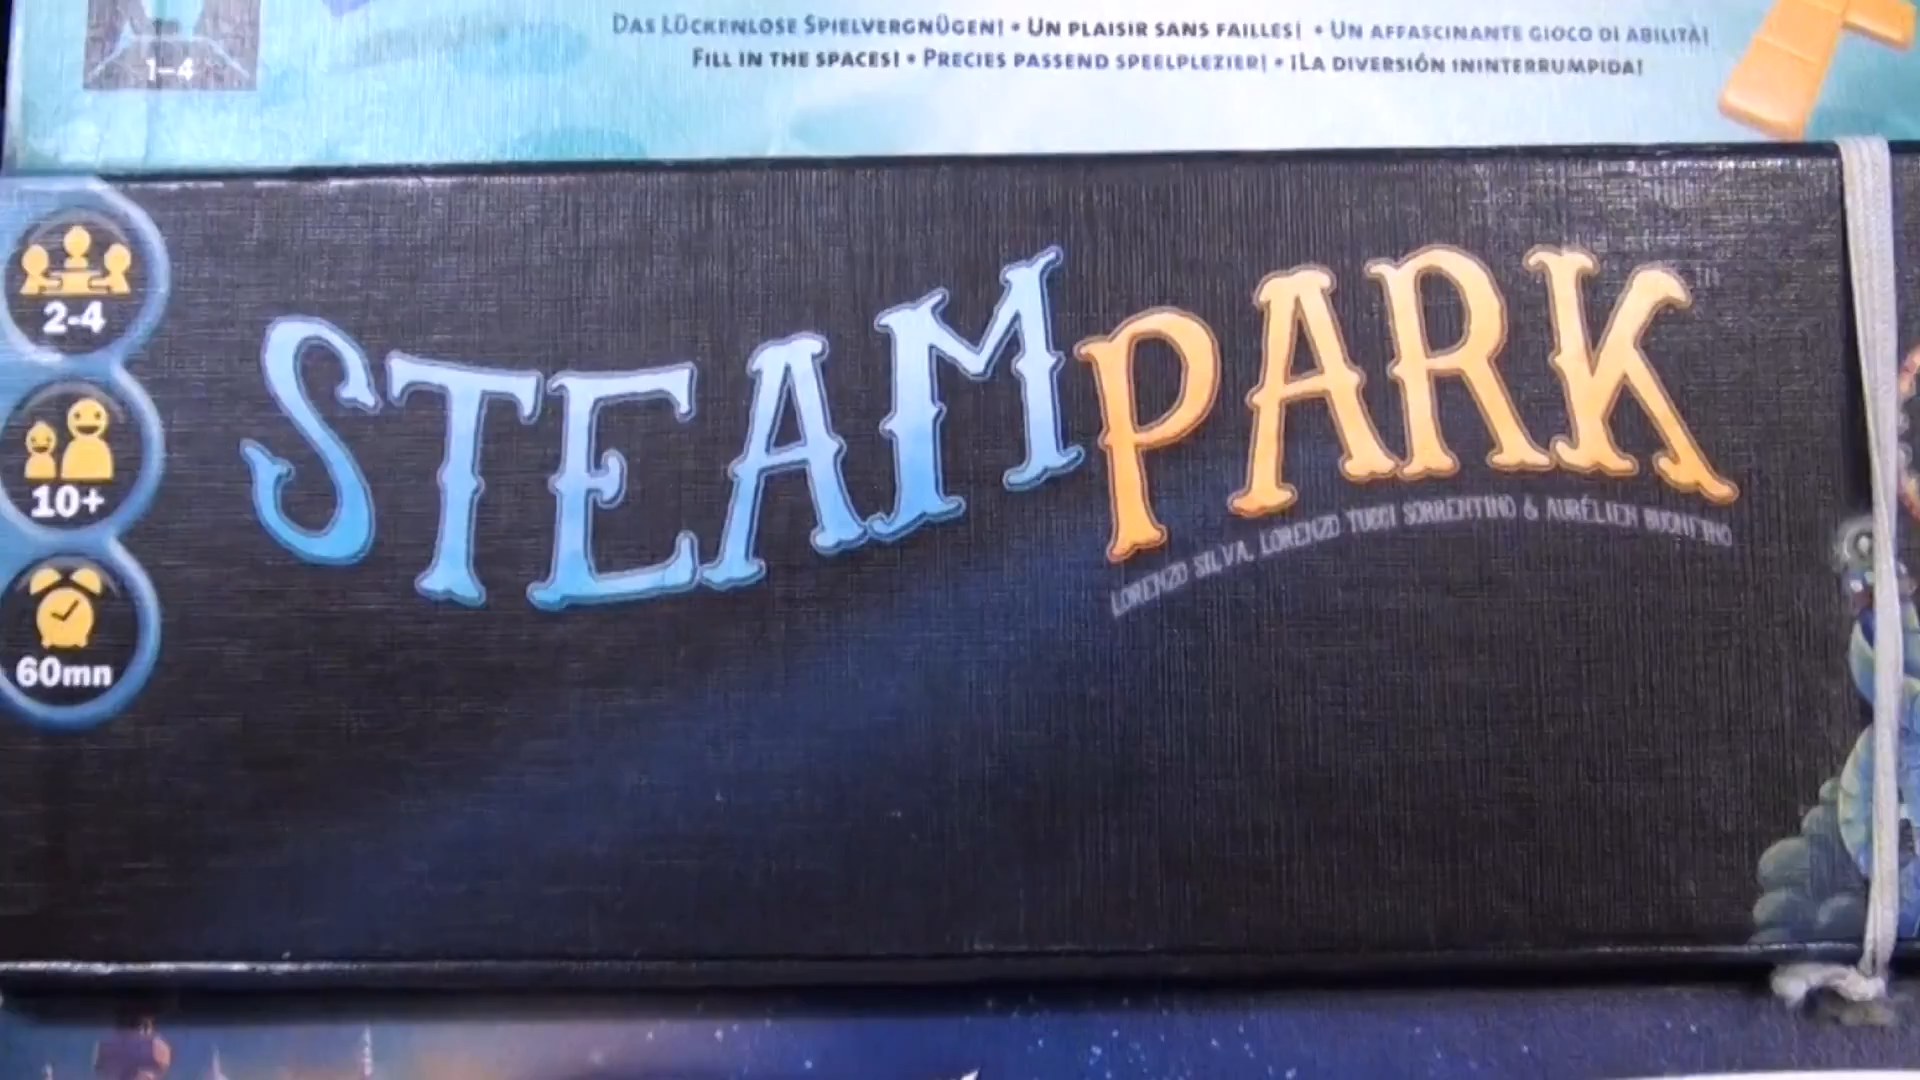 DAS LÜCKENLOSE SPIELVERGNÜGEN! • UN PLAISIR SANS FAILLES! • UN AFFASCINANTE GIOCO DI ABILITÀ!
FILL IN THE SPACES! • PRECIES PASSEND SPEELPLEZIER! • ¡LA DIVERSIÓN ININTERRUMPIDA!
1-4
2-4
10+
60mn
STEAMPARK
LORENZO SILVA, LORENZO TUCCI SORRENTINO & AURÉLIEN BUONFINO